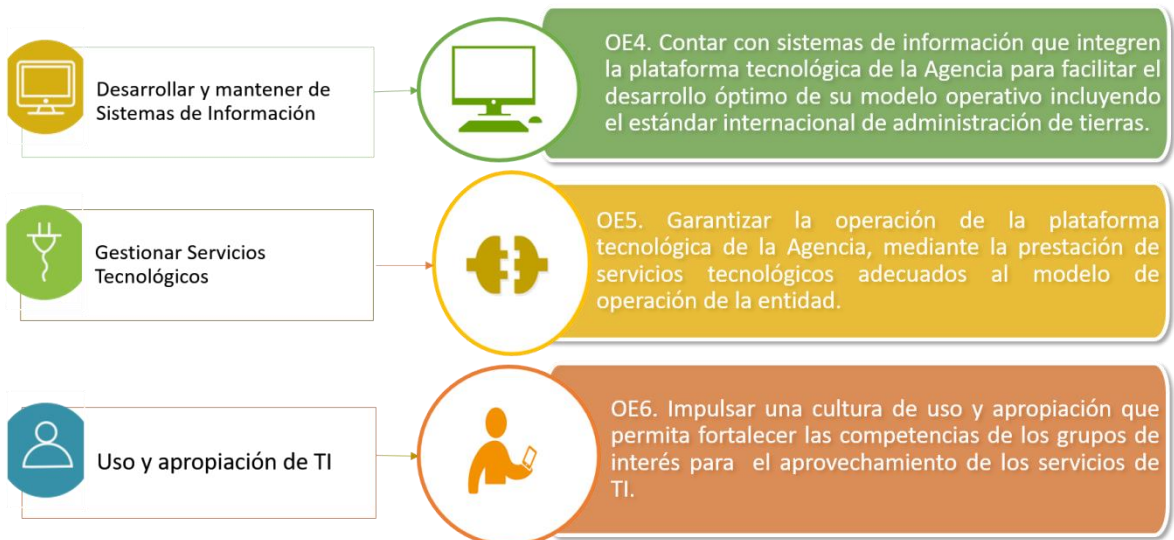 Desarrollar y mantener de
Sistemas de Información
OE4. Contar con sistemas de información que integren
la plataforma tecnológica de la Agencia para facilitar el
desarrollo óptimo de su modelo operativo incluyendo
el estándar internacional de administración de tierras.
Gestionar Servicios
Tecnológicos
OE5. Garantizar la operación de la plataforma
tecnológica de la Agencia, mediante la prestación de
servicios tecnológicos adecuados al modelo de
operación de la entidad.
Uso y apropiación de TI
OE6. Impulsar una cultura de uso y apropiación que
permita fortalecer las competencias de los grupos de
interés para el aprovechamiento de los servicios de
TI.